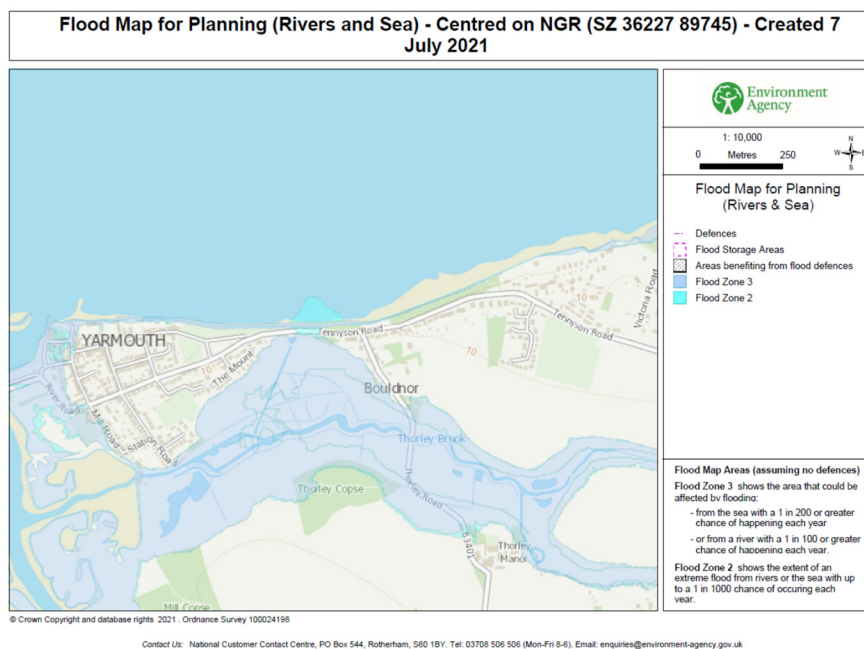 Flood Map for Planning (Rivers and Sea) - Centred on NGR (SZ 36227 89745) - Created 7
July 2021
Environment
Agency
1: 10,000
0 Metres 250
N
W E
S
Flood Map for Planning
(Rivers & Sea)
Defences
Flood Storage Areas
Areas benefiting from flood defences
Flood Zone 3
Flood Zone 2
Victoria Road
10
Tennyson Road
Tennyson Road
YARMOUTH
10
The Mount
10
Bouldnor
River Road
Mill Road
Station Road
Thorley Brook
Thorley Road
Thorley Copse
B3401
Thorley
Manor
Mill Copse
Flood Map Areas (assuming no defences)
Flood Zone 3 shows the area that could be
affected by flooding:
- from the sea with a 1 in 200 or greater
chance of happening each year
- or from a river with a 1 in 100 or greater
chance of happening each year.
Flood Zone 2 shows the extent of an
extreme flood from rivers or the sea with up
to a 1 in 1000 chance of occuring each
year.
© Crown Copyright and database rights 2021 . Ordnance Survey 100024198
Contact Us: National Customer Contact Centre, PO Box 544, Rotherham, S60 1BY. Tel: 03708 506 506 (Mon-Fri 8-6). Email: enquiries@environment-agency.gov.uk